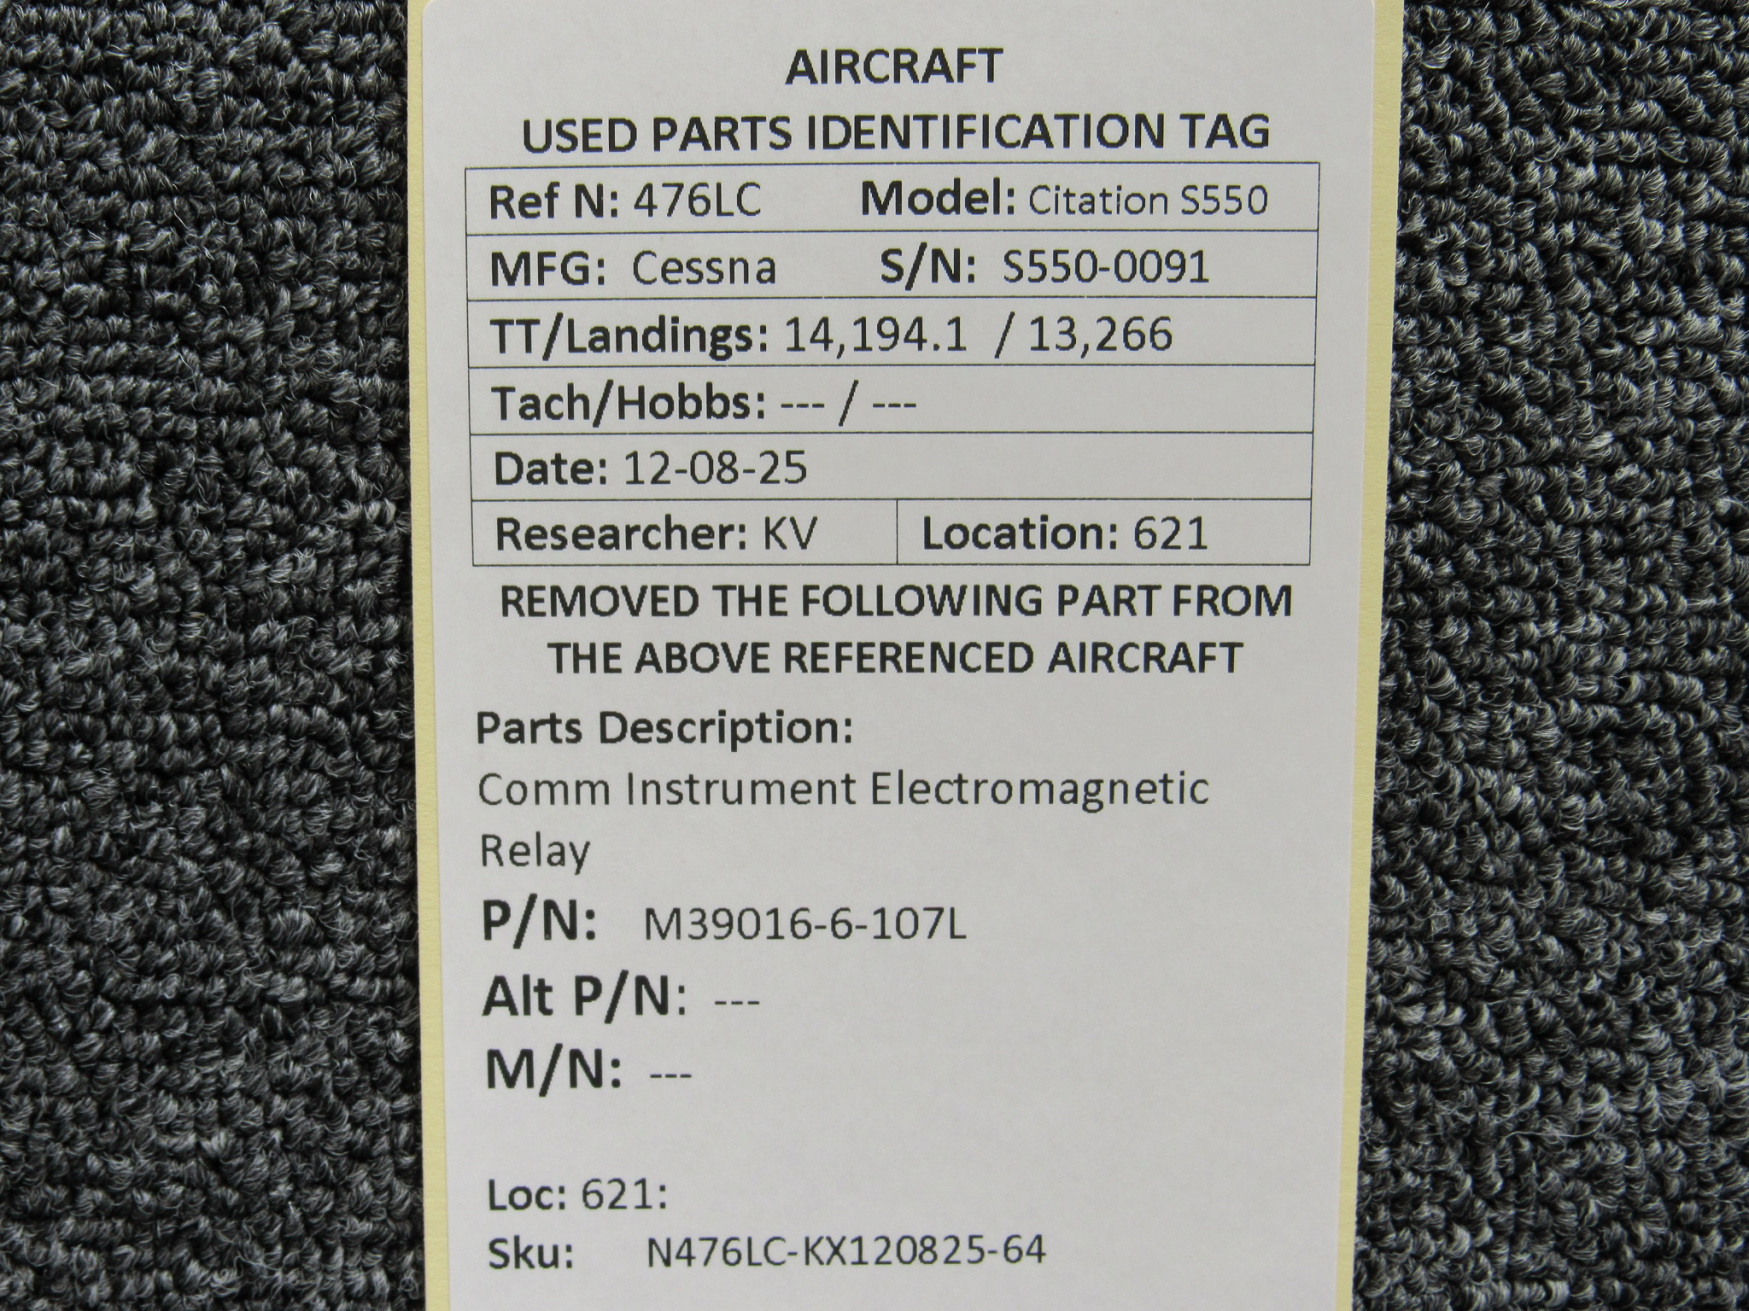 AIRCRAFT
USED PARTS IDENTIFICATION TAG
Ref N: 476LC Model: Citation S550
MFG: Cessna S/N: S550-0091
TT/Landings: 14,194.1 / 13,266
Tach/Hobbs: --- / ---
Date: 12-08-25
Researcher: KV Location: 621
REMOVED THE FOLLOWING PART FROM
THE ABOVE REFERENCED AIRCRAFT
Parts Description:
Comm Instrument Electromagnetic
Relay
P/N: M39016-6-107L
Alt P/N: ---
M/N: ---
Loc: 621:
Sku: N476LC-KX120825-64